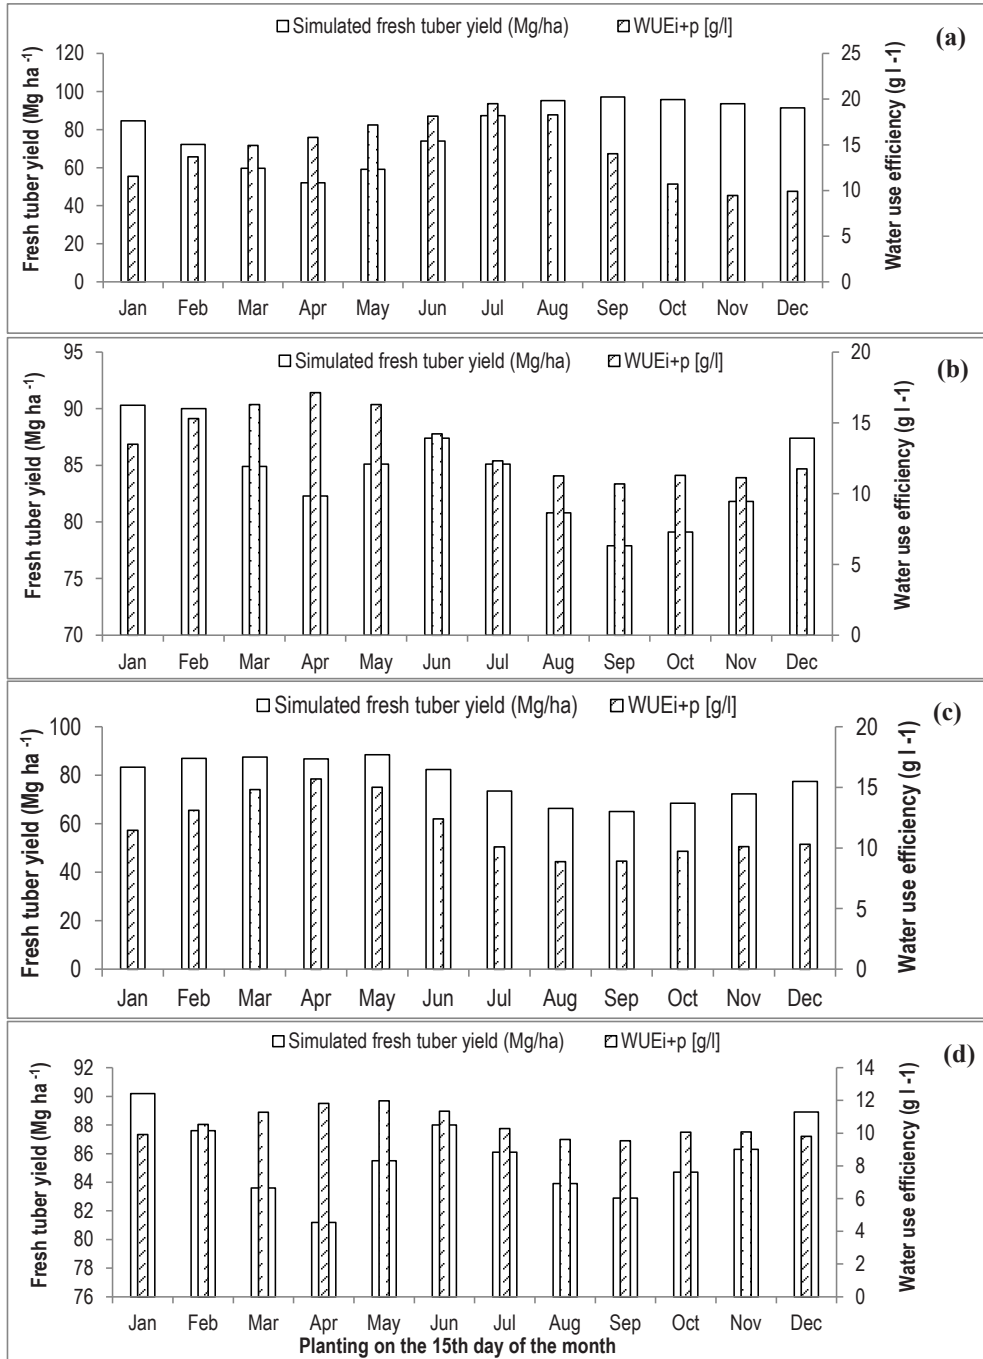 Simulated fresh tuber yield (Mg/ha) WUEi+p [g/l]
(a)
Fresh tuber yield (Mg ha -1)
120
100
80
60
40
20
0
25
20
15
10
5
0
Water use efficiency (g l -1)
Jan Feb Mar Apr May Jun Jul Aug Sep Oct Nov Dec
Simulated fresh tuber yield (Mg/ha) WUEi+p [g/l]
(b)
Fresh tuber yield (Mg ha -1)
95
90
85
80
75
70
20
15
10
5
0
Water use efficiency (g l -1)
Jan Feb Mar Apr May Jun Jul Aug Sep Oct Nov Dec
Simulated fresh tuber yield (Mg/ha) WUEi+p [g/l]
(c)
Fresh tuber yield (Mg ha -1)
100
80
60
40
20
0
20
15
10
5
0
Water use efficiency (g l -1)
Jan Feb Mar Apr May Jun Jul Aug Sep Oct Nov Dec
Simulated fresh tuber yield (Mg/ha) WUEi+p [g/l]
(d)
Fresh tuber yield (Mg ha -1)
92
90
88
86
84
82
80
78
76
14
12
10
8
6
4
2
0
Water use efficiency (g l -1)
Jan Feb Mar Apr May Jun Jul Aug Sep Oct Nov Dec
Planting on the 15th day of the month